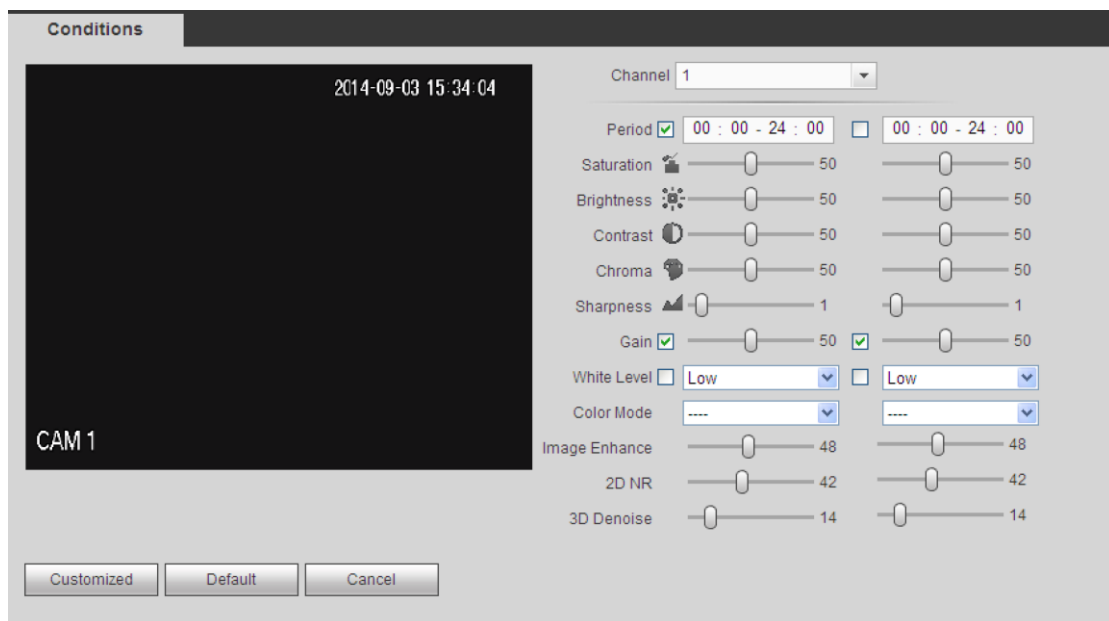 Conditions
2014-09-03 15:34:04
CAM 1
Channel 1
Period 00 : 00 - 24 : 00 00 : 00 - 24 : 00
Saturation 50 50
Brightness 50 50
Contrast 50 50
Chroma 50 50
Sharpness 1 1
Gain 50 50
White Level Low Low
Color Mode ---- ----
Image Enhance 48 48
2D NR 42 42
3D Denoise 14 14
Customized Default Cancel